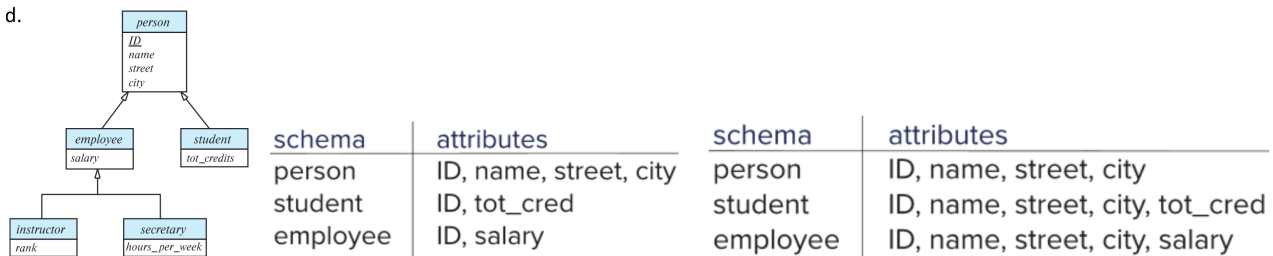 d.
person
ID
name
street
city
employee
salary
student
tot_credits
instructor
rank
secretary
hours_per_week
schema attributes
person ID, name, street, city
student ID, tot_cred
employee ID, salary
schema attributes
person ID, name, street, city
student ID, name, street, city, tot_cred
employee ID, name, street, city, salary